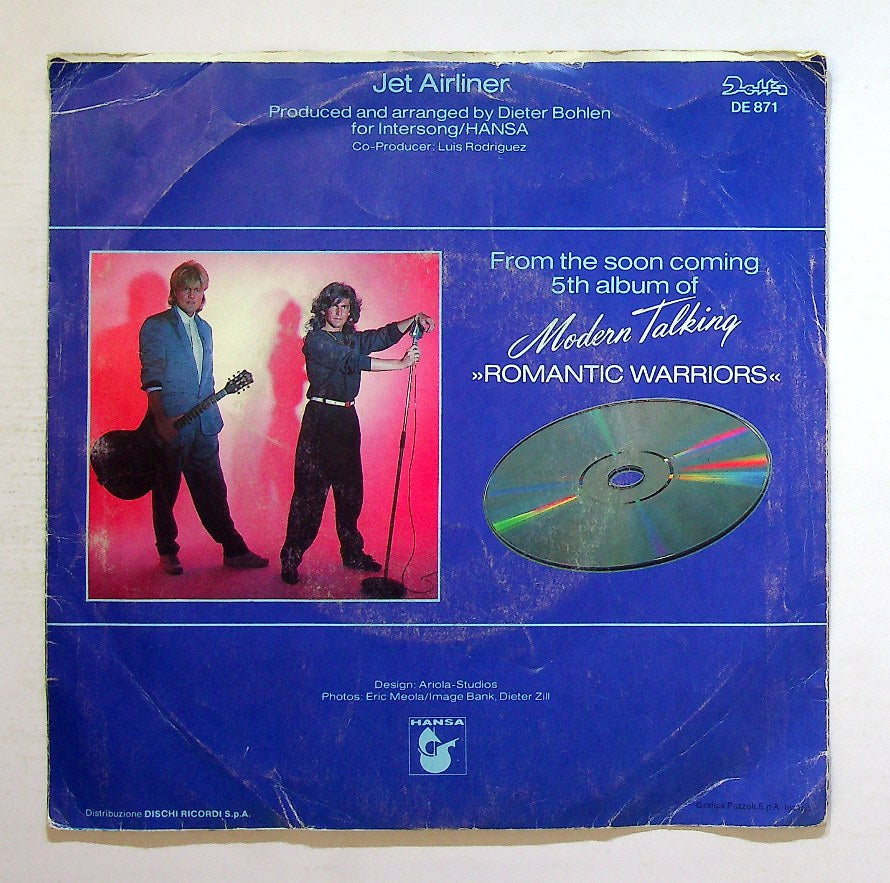 Jet Airliner
Produced and arranged by Dieter Bohlen
for Intersong/HANSA
Co-Producer: Luis Rodriguez
Delta
DE 871
From the soon coming
5th album of
Modern Talking
»ROMANTIC WARRIORS«
Design: Ariola-Studios
Photos: Eric Meola/Image Bank, Dieter Zill
HANSA
Distribuzione DISCHI RICORDI S.p.A.
Grafica Pozzoli S.p.A.